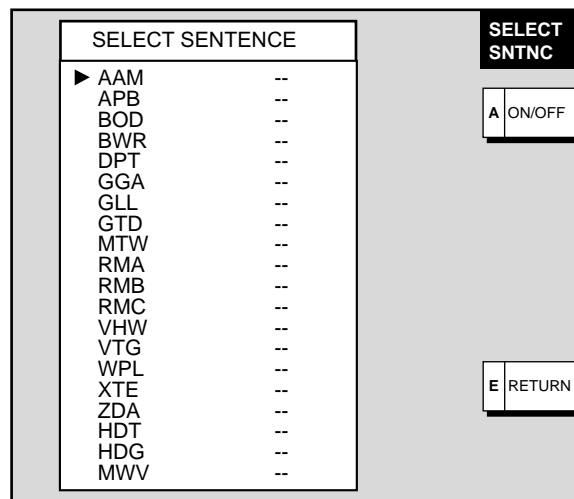 SELECT SENTENCE
▶ AAM --
APB --
BOD --
BWR --
DPT --
GGA --
GLL --
GTD --
MTW --
RMA --
RMB --
RMC --
VHW --
VTG --
WPL --
XTE --
ZDA --
HDT --
HDG --
MWV --
SELECT
SNTNC
A ON/OFF
E RETURN